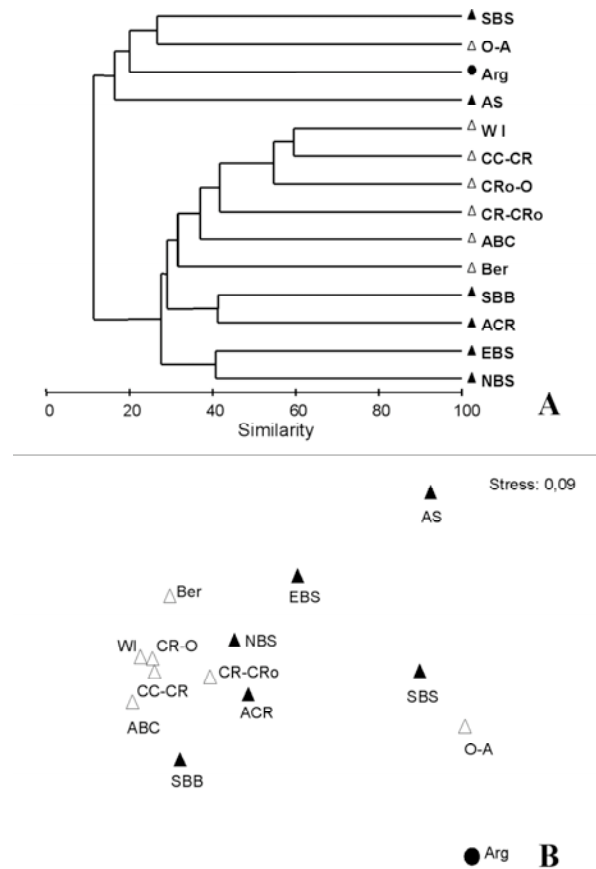 SBS
O-A
Arg
AS
W I
CC-CR
CRo-O
CR-CRo
ABC
Ber
SBB
ACR
EBS
NBS
0 20 40 60 80 100
Similarity
A
Stress: 0,09
AS
EBS
Ber
NBS
WI CR-O
CR-CRo
SBS
CC-CR
ACR
ABC
O-A
SBB
Arg
B